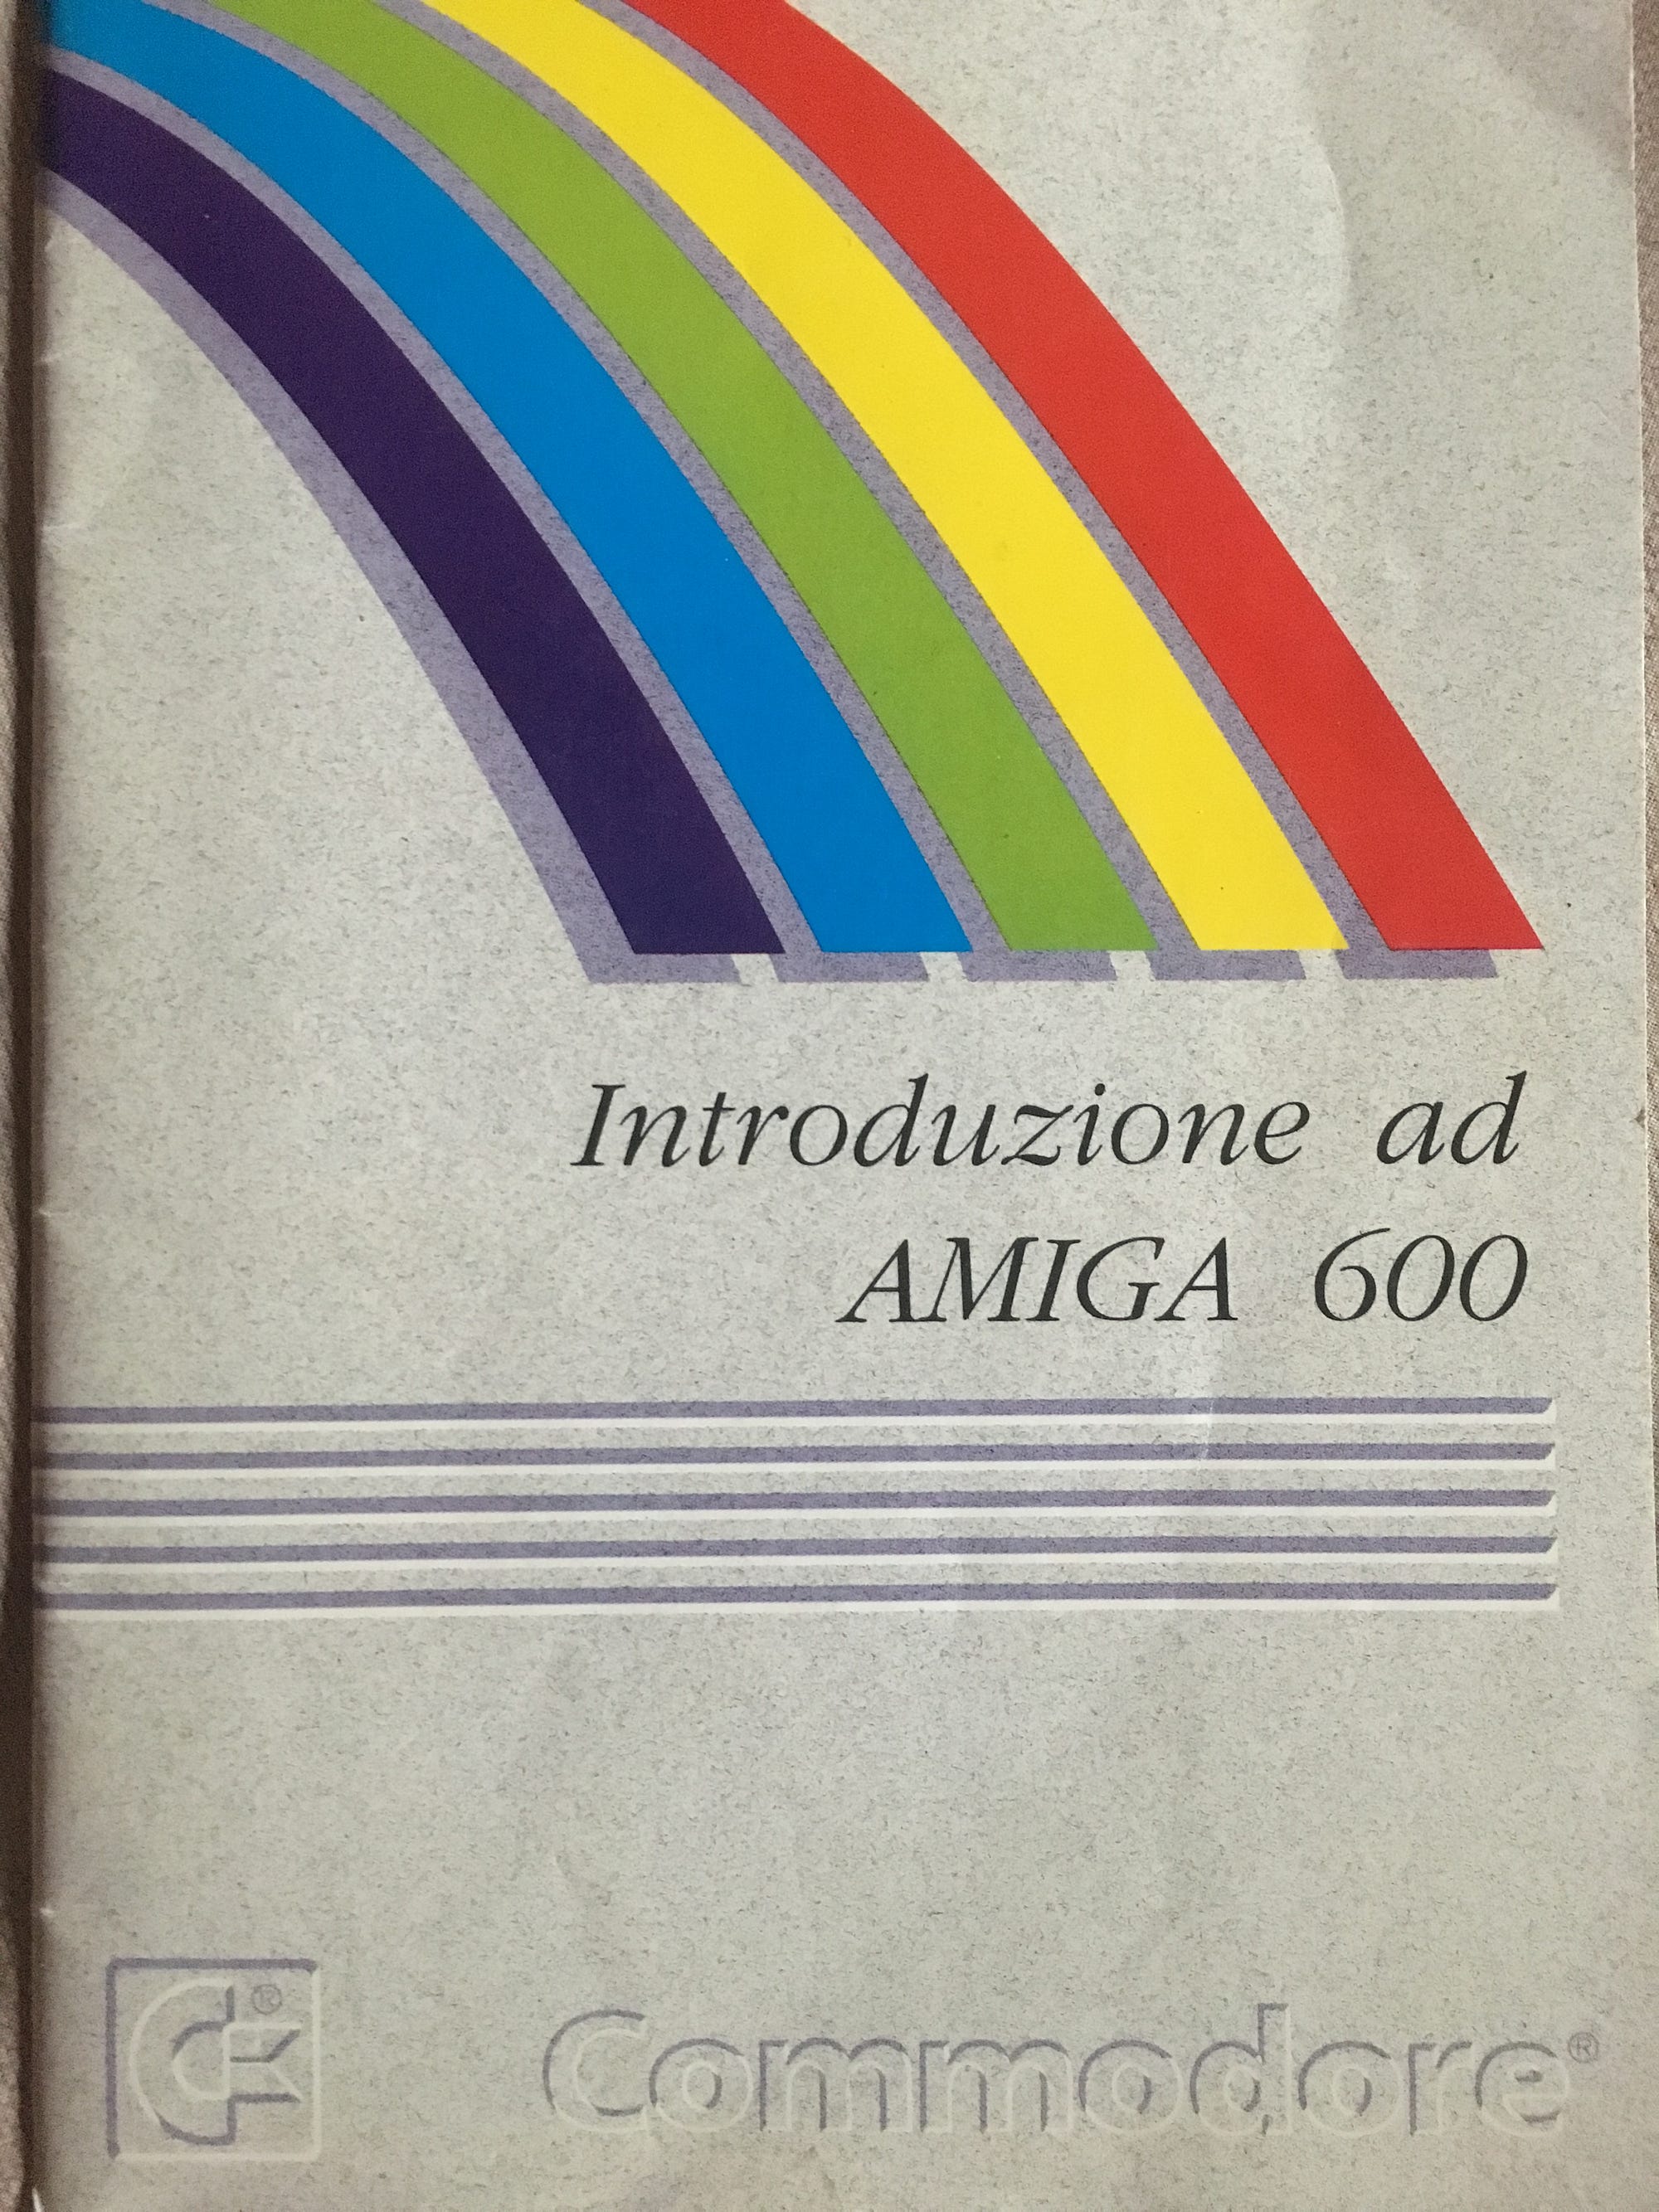 Introduzione ad
AMIGA 600
Commodore®